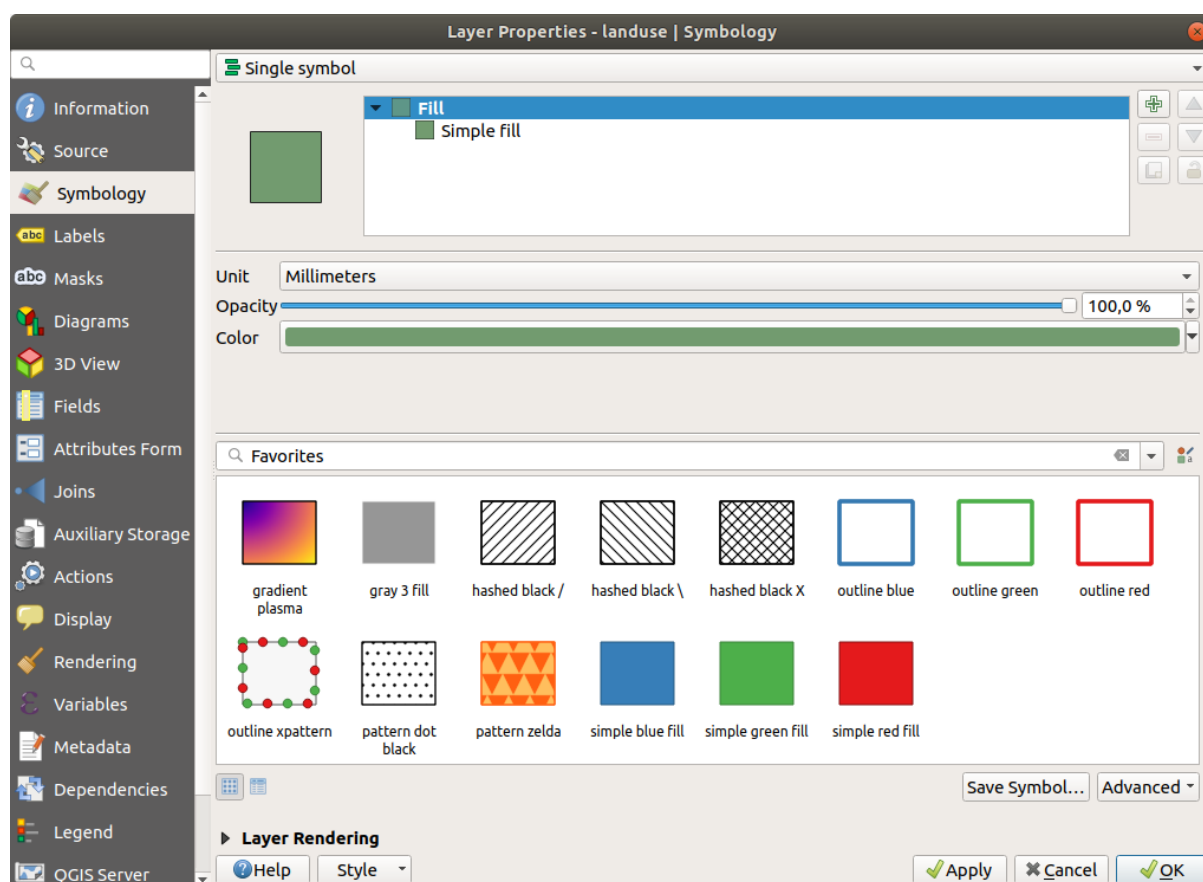 Layer Properties - landuse | Symbology
Single symbol
Information
Source
Symbology
abc Labels
abc Masks
Diagrams
3D View
Fields
Attributes Form
Joins
Auxiliary Storage
Actions
Display
Rendering
Variables
Metadata
Dependencies
Legend
QGIS Server
Fill
Simple fill
Unit Millimeters
Opacity 100,0 %
Color
Favorites
gradient plasma
gray 3 fill
hashed black /
hashed black \
hashed black X
outline blue
outline green
outline red
outline xpattern
pattern dot black
pattern zelda
simple blue fill
simple green fill
simple red fill
Save Symbol... Advanced
Layer Rendering
Help Style Apply Cancel OK